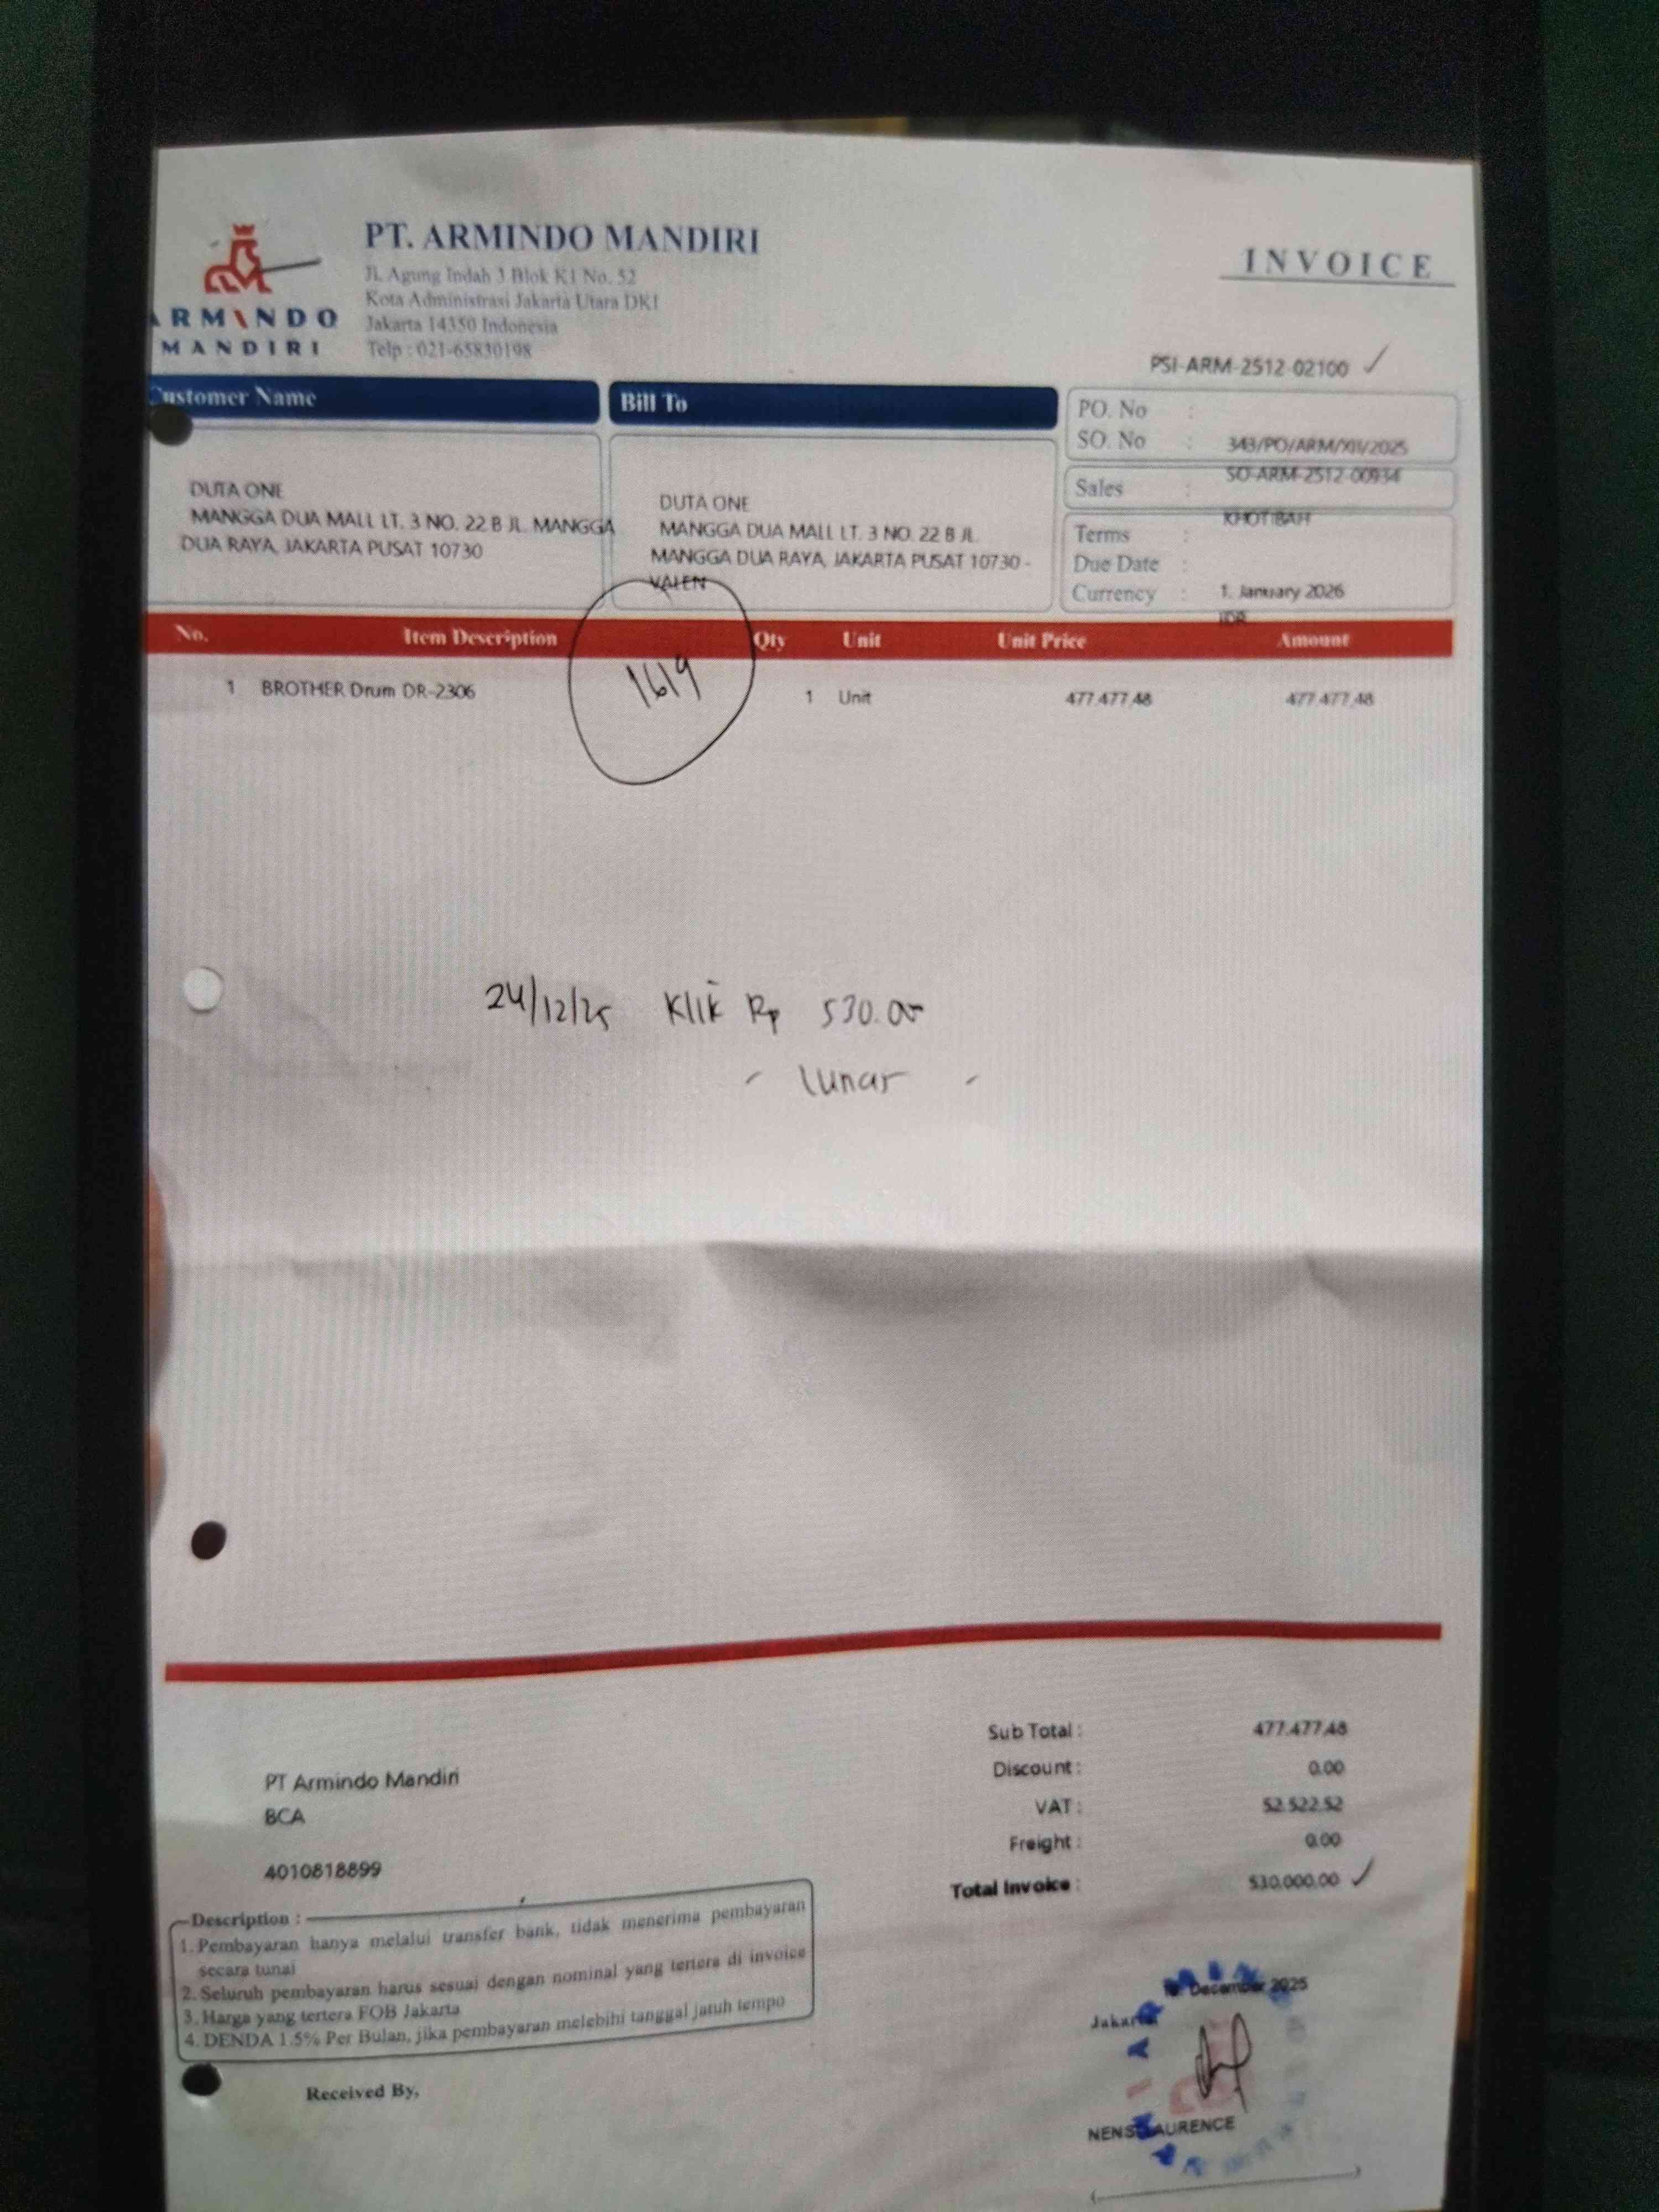 PT. ARMINDO MANDIRI
Jl. Agung Indah 3 Blok K1 No. 52
Kota Administrasi Jakarta Utara DKI
Jakarta 14350 Indonesia
Telp : 021-65830198
ARMINDO
MANDIRI
INVOICE
PSI-ARM-2512-02100
Customer Name
DUTA ONE
MANGGA DUA MALL LT. 3 NO. 22 B JL. MANGGA
DUA RAYA, JAKARTA PUSAT 10730
Bill To
DUTA ONE
MANGGA DUA MALL LT. 3 NO. 22 B JL.
MANGGA DUA RAYA, JAKARTA PUSAT 10730 -
VALEN
PO. No :
SO. No : 343/PO/ARM/XII/2025
SO-ARM-2512-00934
Sales :
KHOTIBAH
Terms :
Due Date :
Currency : 1. January 2026
IDR
No. Item Description Qty Unit Unit Price Amount
1 BROTHER Drum DR-2306 1 Unit 477.477,48 477.477,48
1619
24/12/25 Klik Rp 530.00
- lunas -
Sub Total : 477.477,48
Discount : 0.00
VAT : 52.522,52
Freight : 0.00
Total Invoice : 530.000,00
PT Armindo Mandiri
BCA
4010818899
Description :
1. Pembayaran hanya melalui transfer bank, tidak menerima pembayaran
secara tunai
2. Seluruh pembayaran harus sesuai dengan nominal yang tertera di invoice
3. Harga yang tertera FOB Jakarta
4. DENDA 1.5% Per Bulan, jika pembayaran melebihi tanggal jatuh tempo
Received By,
December 2025
Jakarta
LAURENCE